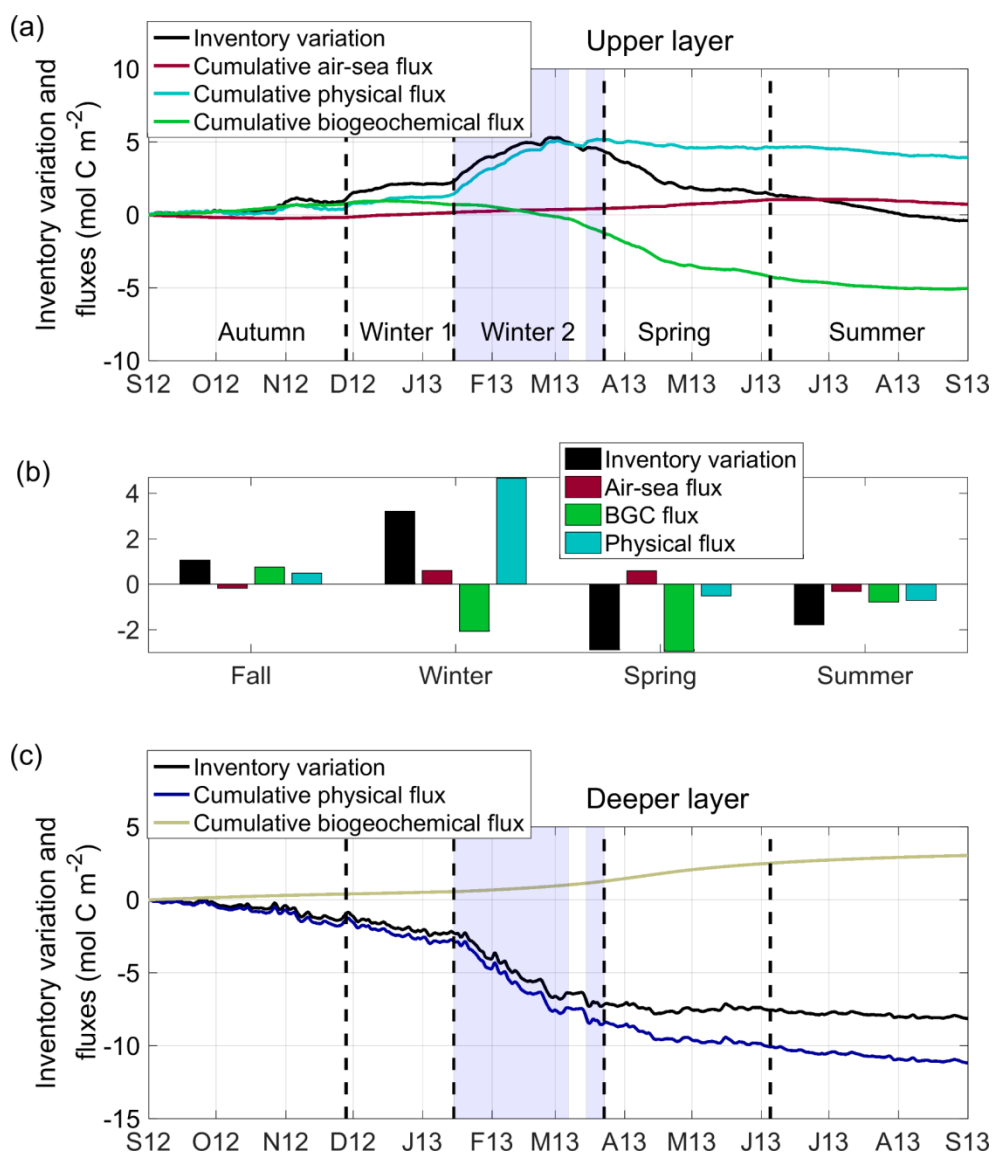 (a)
Inventory variation
Cumulative air-sea flux
Cumulative physical flux
Cumulative biogeochemical flux
Upper layer
Inventory variation and
fluxes (mol C m-2)
10
5
0
-5
-10
Autumn
Winter 1
Winter 2
Spring
Summer
S12 O12 N12 D12 J13 F13 M13 A13 M13 J13 J13 A13 S13
(b)
Inventory variation
Air-sea flux
BGC flux
Physical flux
4
2
0
-2
Fall Winter Spring Summer
(c)
Inventory variation
Cumulative physical flux
Cumulative biogeochemical flux
Deeper layer
Inventory variation and
fluxes (mol C m-2)
5
0
-5
-10
-15
S12 O12 N12 D12 J13 F13 M13 A13 M13 J13 J13 A13 S13